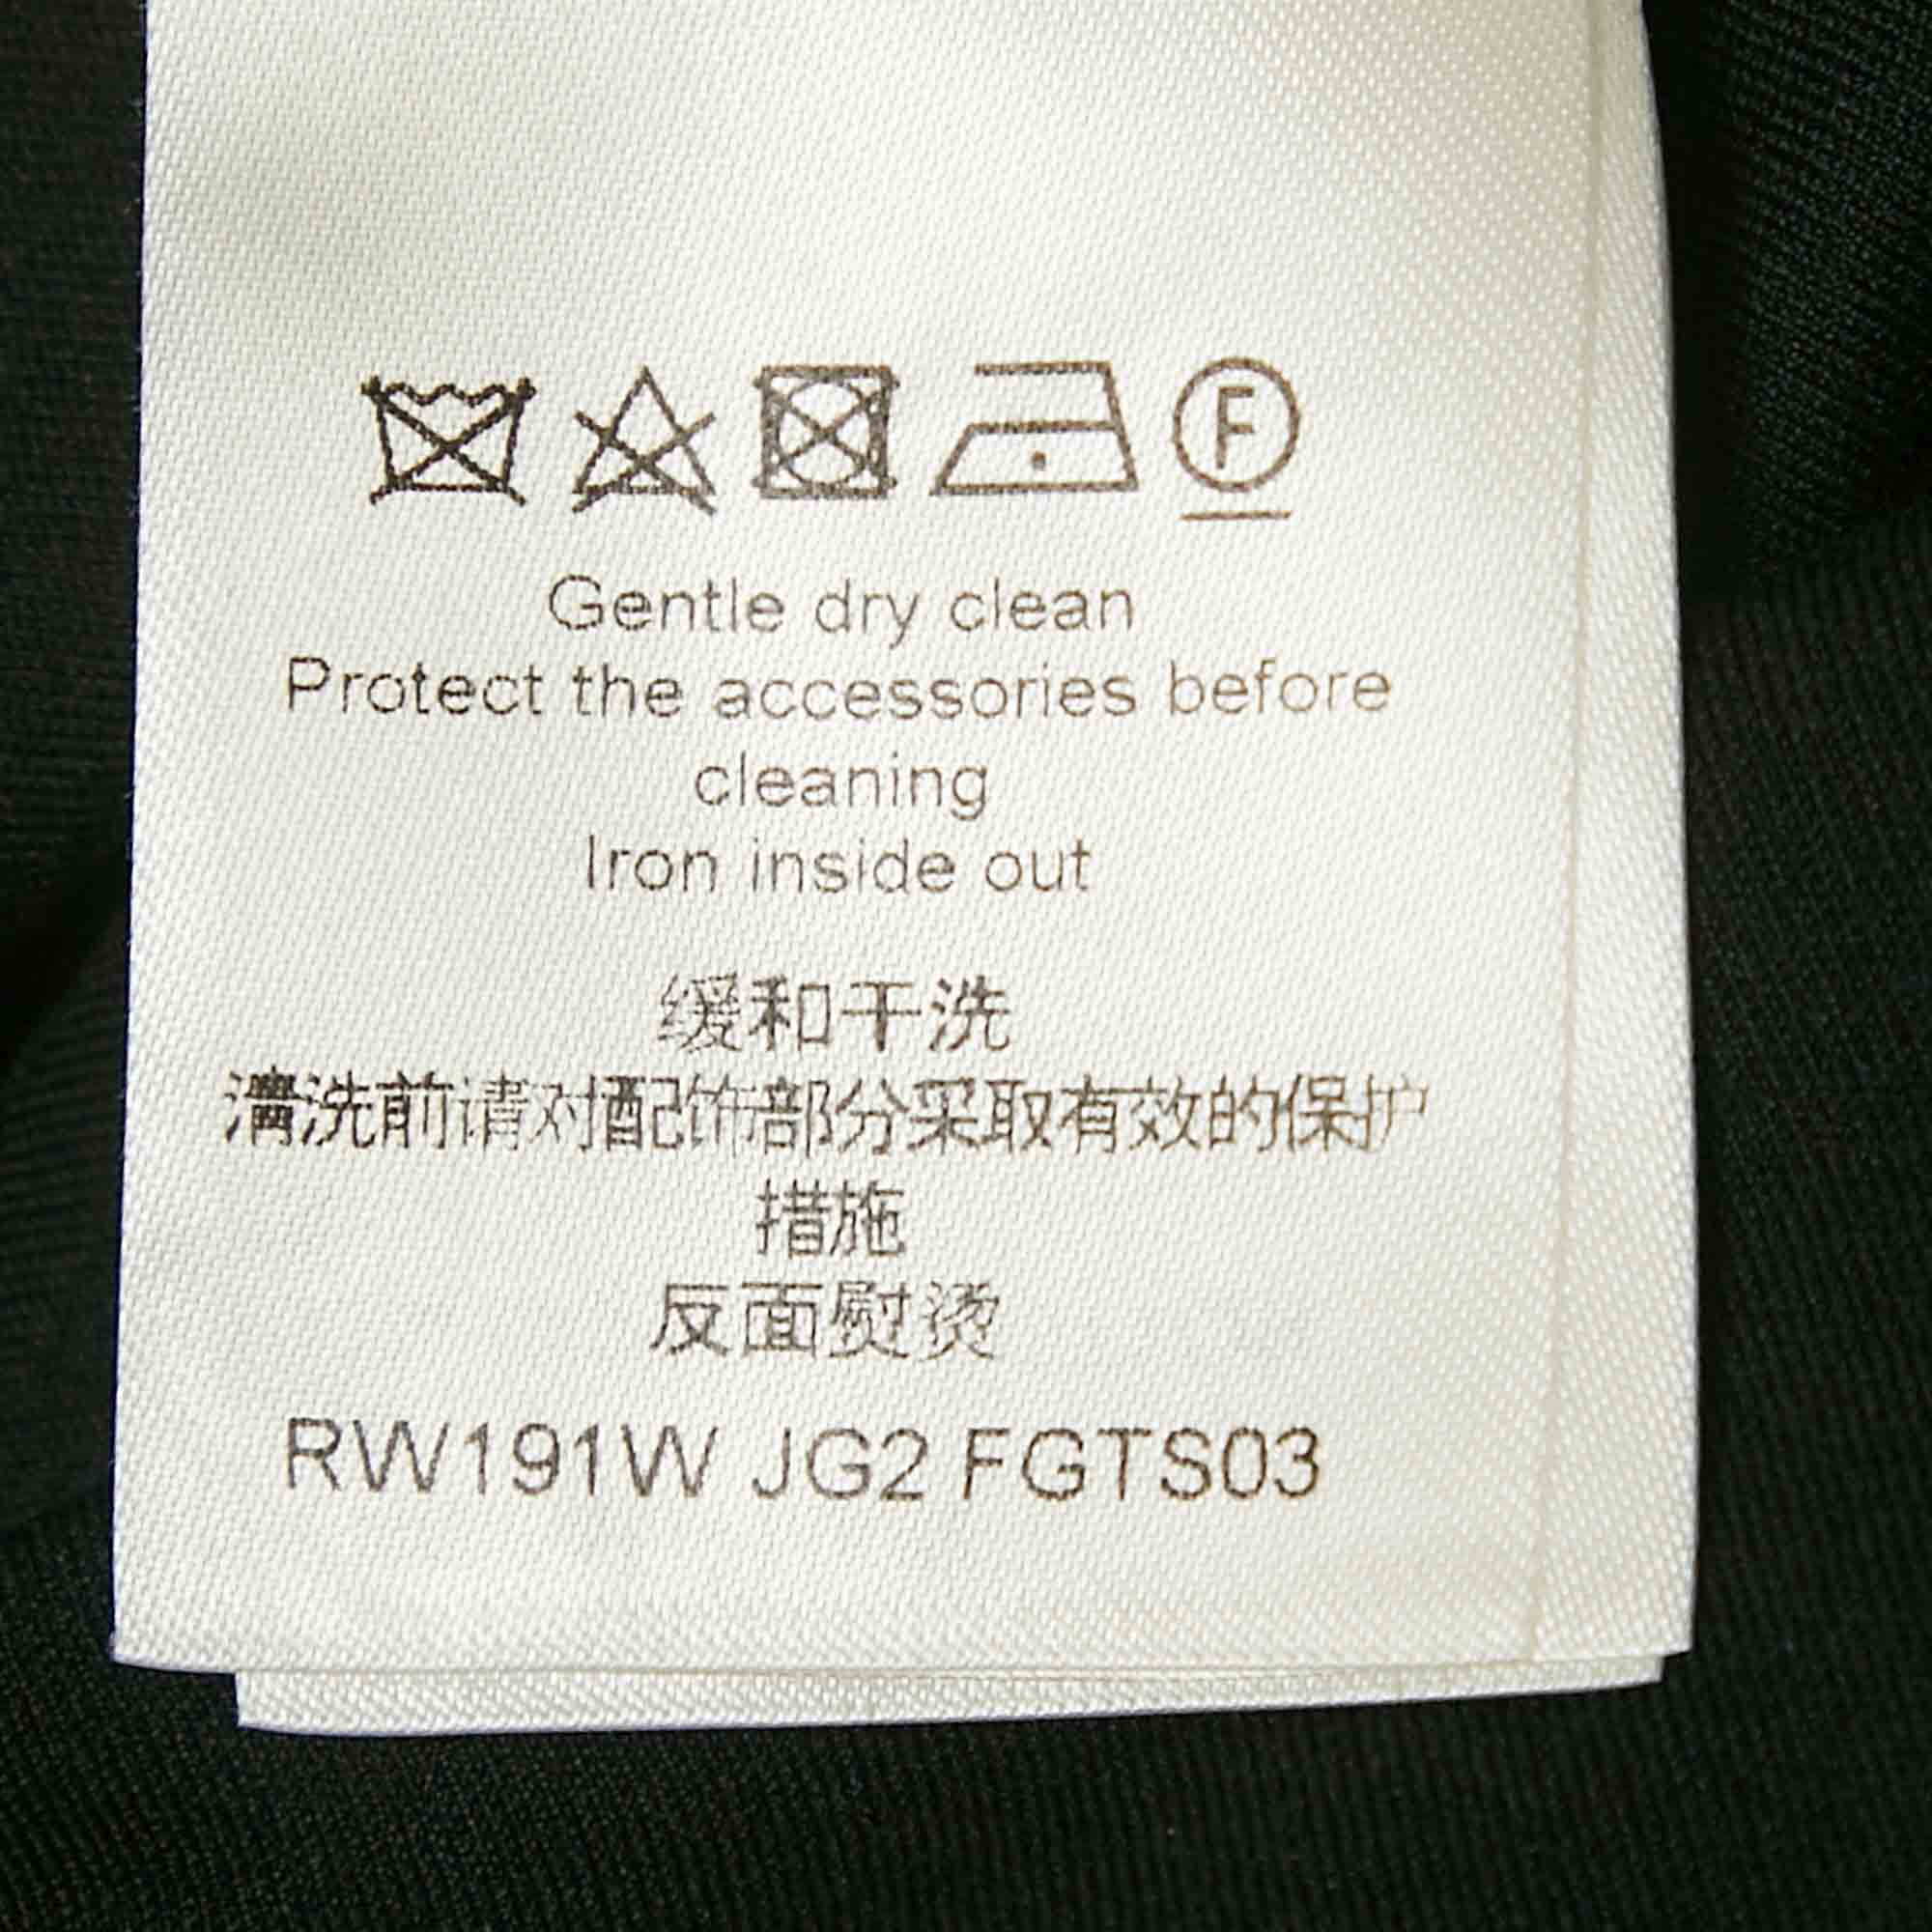 F
Gentle dry clean
Protect the accessories before
cleaning
Iron inside out
缓和干洗
清洗前请对配饰部分采取有效的保护
措施
反面熨烫
RW191W JG2 FGTS03